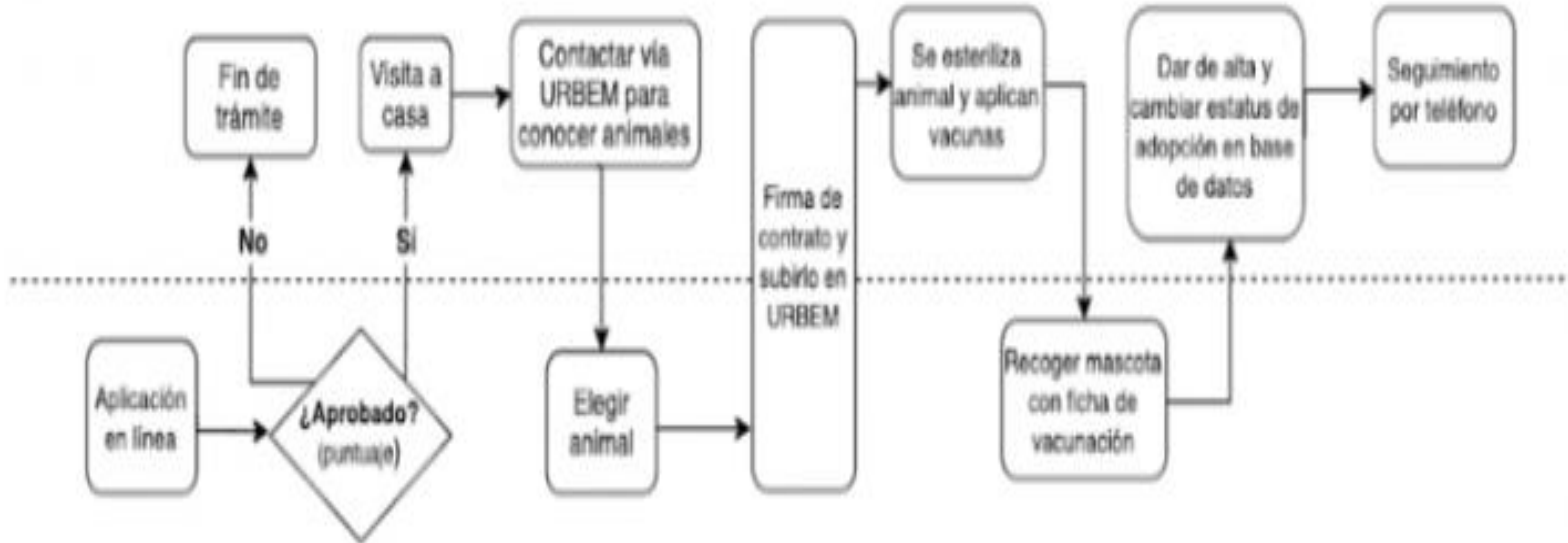 Fin de
trámite
Visita a
casa
Contactar vía
URBEM para
conocer animales
Se esteriliza
animal y aplican
vacunas
Dar de alta y
cambiar estatus de
adopción en base
de datos
Seguimiento
por teléfono
No
Sí
Firma de
contrato y
subirlo en
URBEM
Aplicación
en línea
¿Aprobado?
(puntuaje)
Elegir
animal
Recoger mascota
con ficha de
vacunación